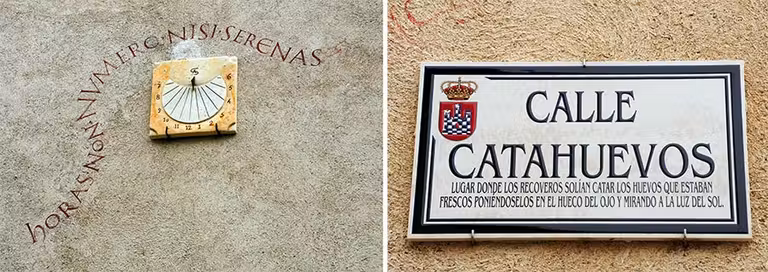 HORAS NON NVMERO NISI SERENAS
CALLE
CATAHUEVOS
LUGAR DONDE LOS RECOVEROS SOLÍAN CATAR LOS HUEVOS QUE ESTABAN
FRESCOS PONIÉNDOSELOS EN EL HUECO DEL OJO Y MIRANDO A LA LUZ DEL SOL.